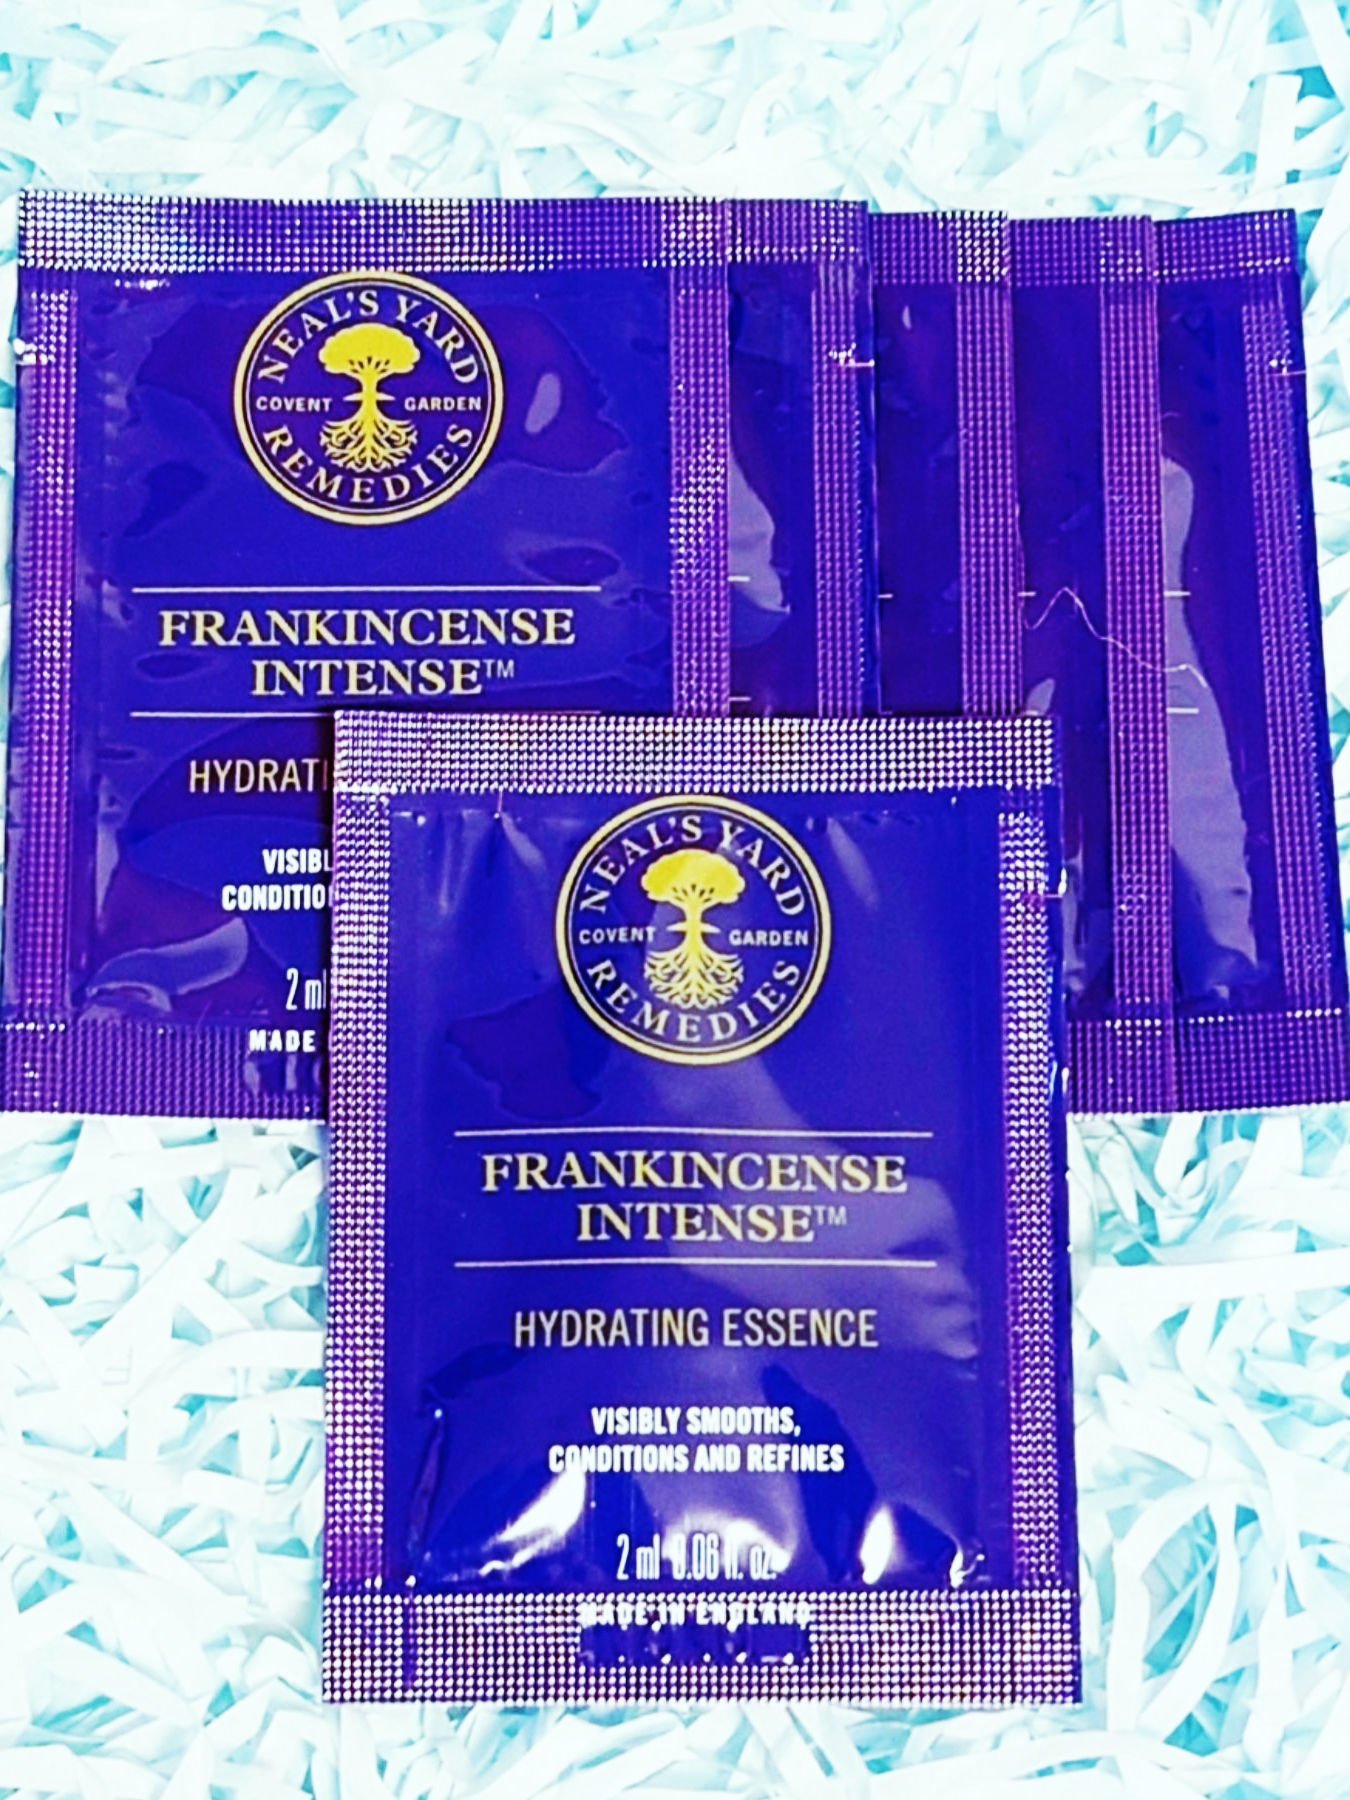 NEAL'S YARD
COVENT GARDEN
REMEDIES
FRANKINCENSE
INTENSE™
HYDRATI
VISIBL
CONDITIO
2 ml
MADE
NEAL'S YARD
COVENT GARDEN
REMEDIES
FRANKINCENSE
INTENSE™
HYDRATING ESSENCE
VISIBLY SMOOTHS,
CONDITIONS AND REFINES
2 ml 0.06 fl. oz.
MADE IN ENGLAND